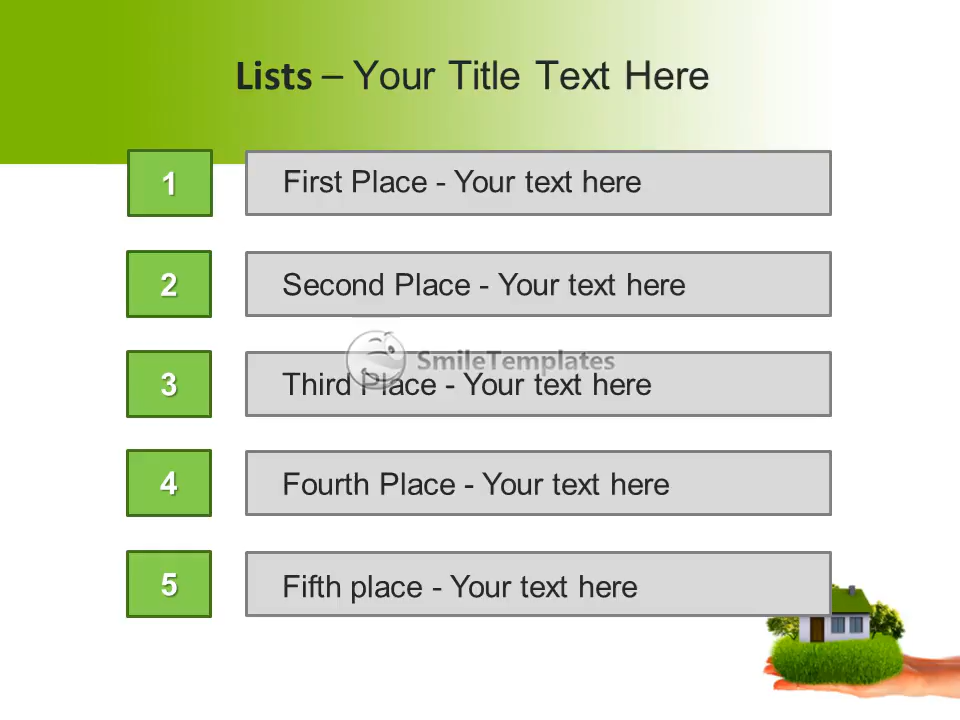 Lists – Your Title Text Here
1 First Place - Your text here
2 Second Place - Your text here
SmileTemplates
3 Third Place - Your text here
4 Fourth Place - Your text here
5 Fifth place - Your text here